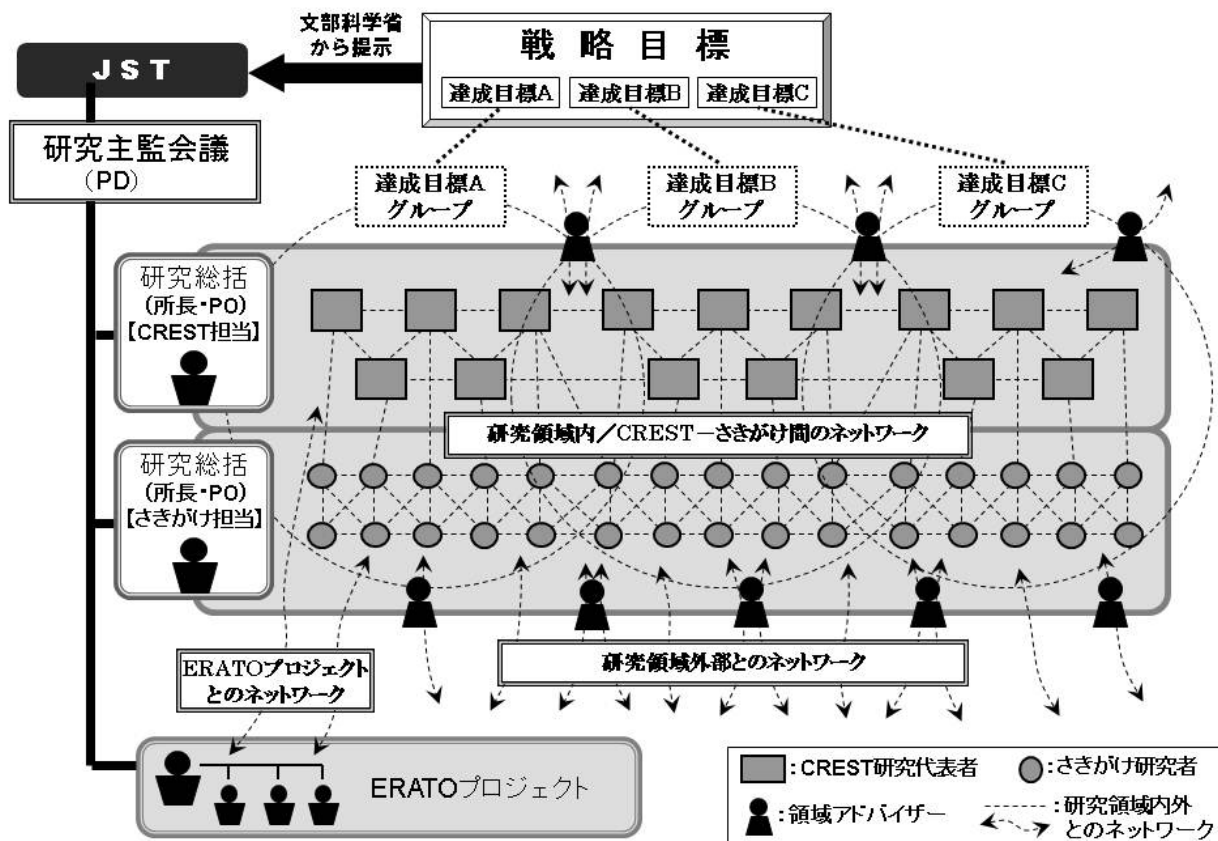 文部科学省
から提示
戦略目標
達成目標A 達成目標B 達成目標C
JST
研究主監会議
(PD)
達成目標A
グループ
達成目標B
グループ
達成目標C
グループ
研究総括
(所長・PO)
【CREST担当】
研究領域内/CREST-さきがけ間のネットワーク
研究総括
(所長・PO)
【さきがけ担当】
ERATOプロジェクト
とのネットワーク
研究領域外部とのネットワーク
ERATOプロジェクト
:CREST研究代表者
:さきがけ研究者
:領域アドバイザー
:研究領域内外
とのネットワーク